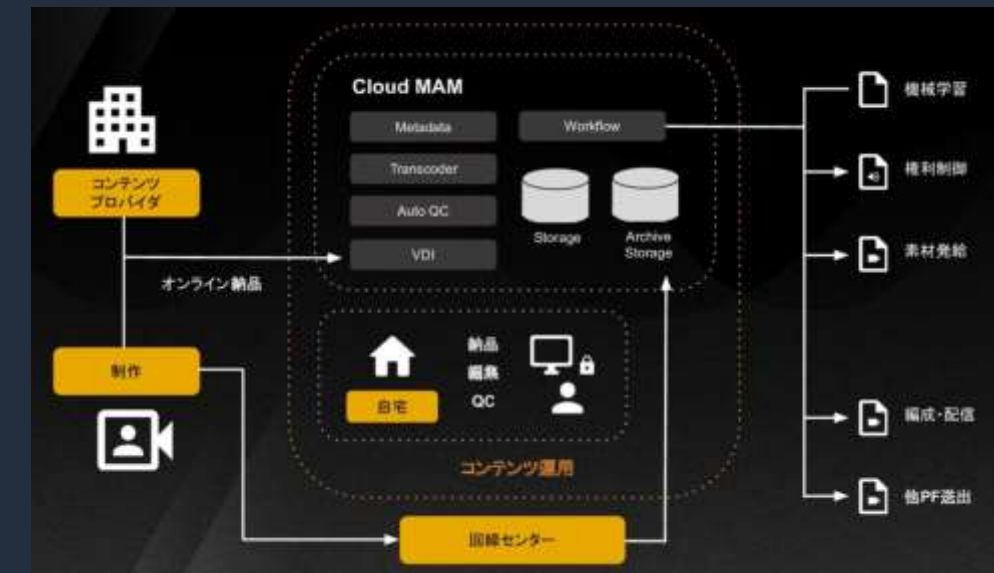 Cloud MAM
Metadata
Workflow
Transcoder
Auto QC
VDI
Storage
Archive
Storage
コンテンツ
プロバイダ
オンライン納品
制作
自宅
納品
編集
QC
コンテンツ運用
回線センター
機械学習
権利制御
素材発給
編成・配信
他PF送出